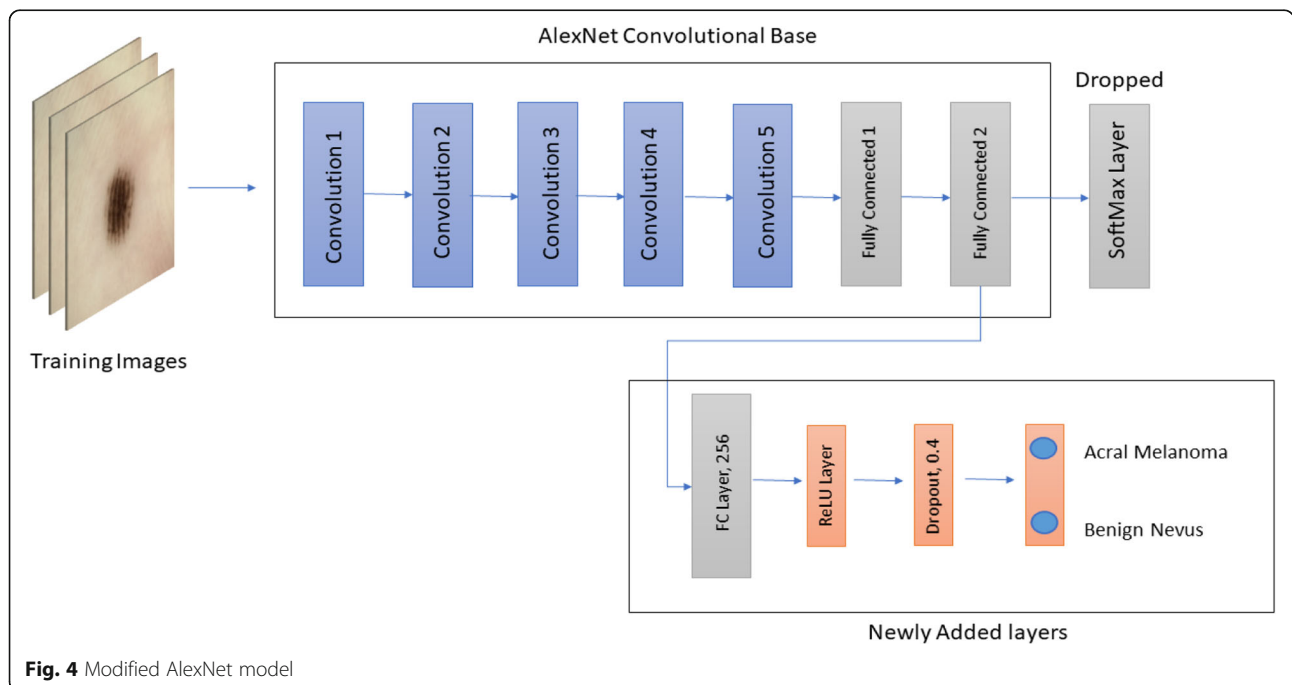 AlexNet Convolutional Base
Dropped
Convolution 1
Convolution 2
Convolution 3
Convolution 4
Convolution 5
Fully Connected 1
Fully Connected 2
SoftMax Layer
Training Images
FC Layer, 256
ReLU Layer
Dropout, 0.4
Acral Melanoma
Benign Nevus
Newly Added layers
Fig. 4 Modified AlexNet model